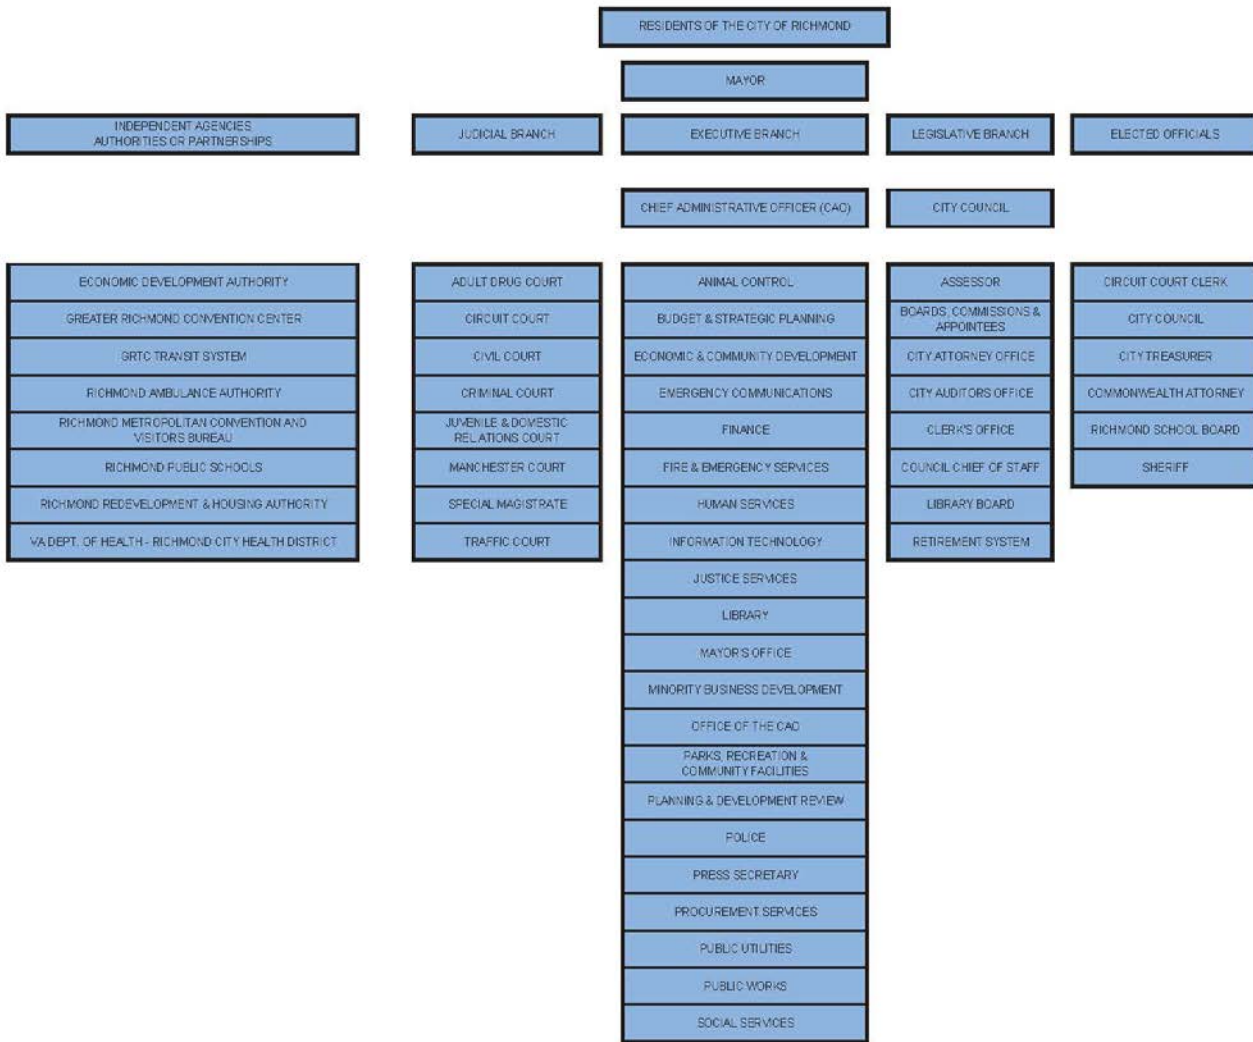 RESIDENTS OF THE CITY OF RICHMOND
MAYOR
INDEPENDENT AGENCIES
AUTHORITIES OR PARTNERSHIPS
JUDICIAL BRANCH
EXECUTIVE BRANCH
LEGISLATIVE BRANCH
ELECTED OFFICIALS
CHIEF ADMINISTRATIVE OFFICER (CAO)
CITY COUNCIL
ECONOMIC DEVELOPMENT AUTHORITY
GREATER RICHMOND CONVENTION CENTER
GRTC TRANSIT SYSTEM
RICHMOND AMBULANCE AUTHORITY
RICHMOND METROPOLITAN CONVENTION AND
VISITORS BUREAU
RICHMOND PUBLIC SCHOOLS
RICHMOND REDEVELOPMENT & HOUSING AUTHORITY
VA DEPT. OF HEALTH - RICHMOND CITY HEALTH DISTRICT
ADULT DRUG COURT
CIRCUIT COURT
CIVIL COURT
CRIMINAL COURT
JUVENILE & DOMESTIC
RELATIONS COURT
MANCHESTER COURT
SPECIAL MAGISTRATE
TRAFFIC COURT
ANIMAL CONTROL
BUDGET & STRATEGIC PLANNING
ECONOMIC & COMMUNITY DEVELOPMENT
EMERGENCY COMMUNICATIONS
FINANCE
FIRE & EMERGENCY SERVICES
HUMAN SERVICES
INFORMATION TECHNOLOGY
JUSTICE SERVICES
LIBRARY
MAYOR'S OFFICE
MINORITY BUSINESS DEVELOPMENT
OFFICE OF THE CAO
PARKS, RECREATION &
COMMUNITY FACILITIES
PLANNING & DEVELOPMENT REVIEW
POLICE
PRESS SECRETARY
PROCUREMENT SERVICES
PUBLIC UTILITIES
PUBLIC WORKS
SOCIAL SERVICES
ASSESSOR
BOARDS, COMMISSIONS &
APPOINTEES
CITY ATTORNEY OFFICE
CITY AUDITORS OFFICE
CLERK'S OFFICE
COUNCIL CHIEF OF STAFF
LIBRARY BOARD
RETIREMENT SYSTEM
CIRCUIT COURT CLERK
CITY COUNCIL
CITY TREASURER
COMMONWEALTH ATTORNEY
RICHMOND SCHOOL BOARD
SHERIFF